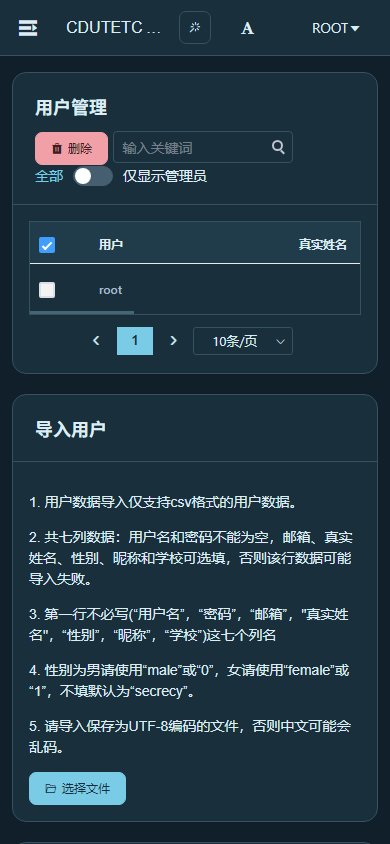 CDUTETC ...
A
ROOT
用户管理
删除
输入关键词
全部
仅显示管理员
用户
真实姓名
root
1
10条/页
导入用户
1. 用户数据导入仅支持csv格式的用户数据。
2. 共七列数据：用户名和密码不能为空，邮箱、真实
姓名、性别、昵称和学校可选填，否则该行数据可能
导入失败。
3. 第一行不必写(“用户名”，“密码”，“邮箱”，"真实姓
名"，“性别”，“昵称”，“学校”)这七个列名
4. 性别为男请使用“male”或“0”，女请使用“female”或
“1”，不填默认为“secrecy”。
5. 请导入保存为UTF-8编码的文件，否则中文可能会
乱码。
选择文件